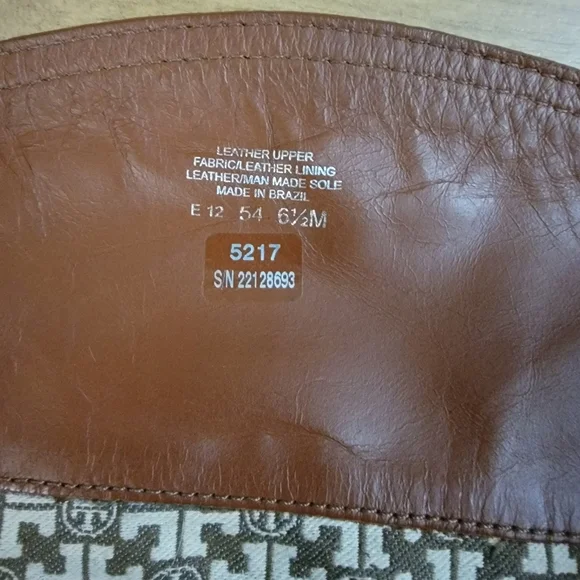 LEATHER UPPER
FABRIC/LEATHER LINING
LEATHER/MAN MADE SOLE
MADE IN BRAZIL
E 12 54 6½M
5217
S/N 22128693